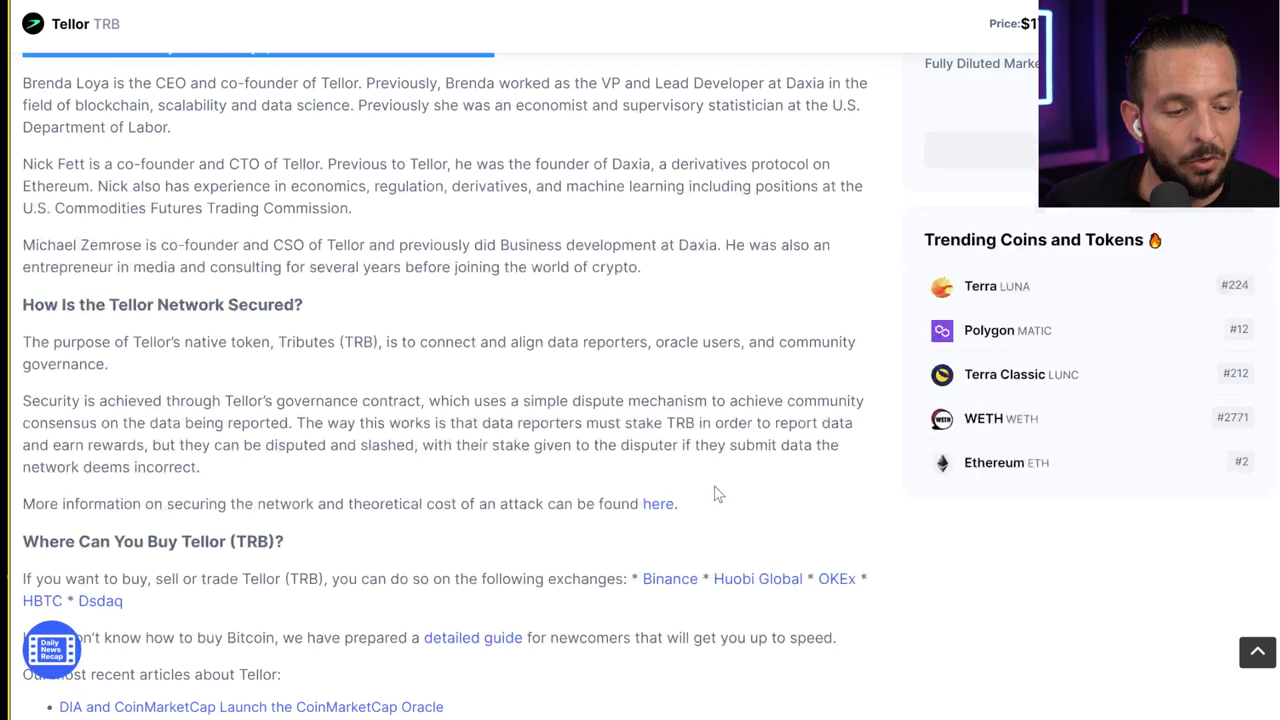 Tellor TRB
Price:$1
Fully Diluted Marke
Brenda Loya is the CEO and co-founder of Tellor. Previously, Brenda worked as the VP and Lead Developer at Daxia in the
field of blockchain, scalability and data science. Previously she was an economist and supervisory statistician at the U.S.
Department of Labor.
Nick Fett is a co-founder and CTO of Tellor. Previous to Tellor, he was the founder of Daxia, a derivatives protocol on
Ethereum. Nick also has experience in economics, regulation, derivatives, and machine learning including positions at the
U.S. Commodities Futures Trading Commission.
Michael Zemrose is co-founder and CSO of Tellor and previously did Business development at Daxia. He was also an
entrepreneur in media and consulting for several years before joining the world of crypto.
How Is the Tellor Network Secured?
The purpose of Tellor's native token, Tributes (TRB), is to connect and align data reporters, oracle users, and community
governance.
Security is achieved through Tellor's governance contract, which uses a simple dispute mechanism to achieve community
consensus on the data being reported. The way this works is that data reporters must stake TRB in order to report data
and earn rewards, but they can be disputed and slashed, with their stake given to the disputer if they submit data the
network deems incorrect.
More information on securing the network and theoretical cost of an attack can be found here.
Where Can You Buy Tellor (TRB)?
If you want to buy, sell or trade Tellor (TRB), you can do so on the following exchanges: * Binance * Huobi Global * OKEx *
HBTC * Dsdaq
don't know how to buy Bitcoin, we have prepared a detailed guide for newcomers that will get you up to speed.
Our most recent articles about Tellor:
• DIA and CoinMarketCap Launch the CoinMarketCap Oracle
Daily
News
Recap
Trending Coins and Tokens 🔥
Terra LUNA #224
Polygon MATIC #12
Terra Classic LUNC #212
WETH WETH #2771
Ethereum ETH #2